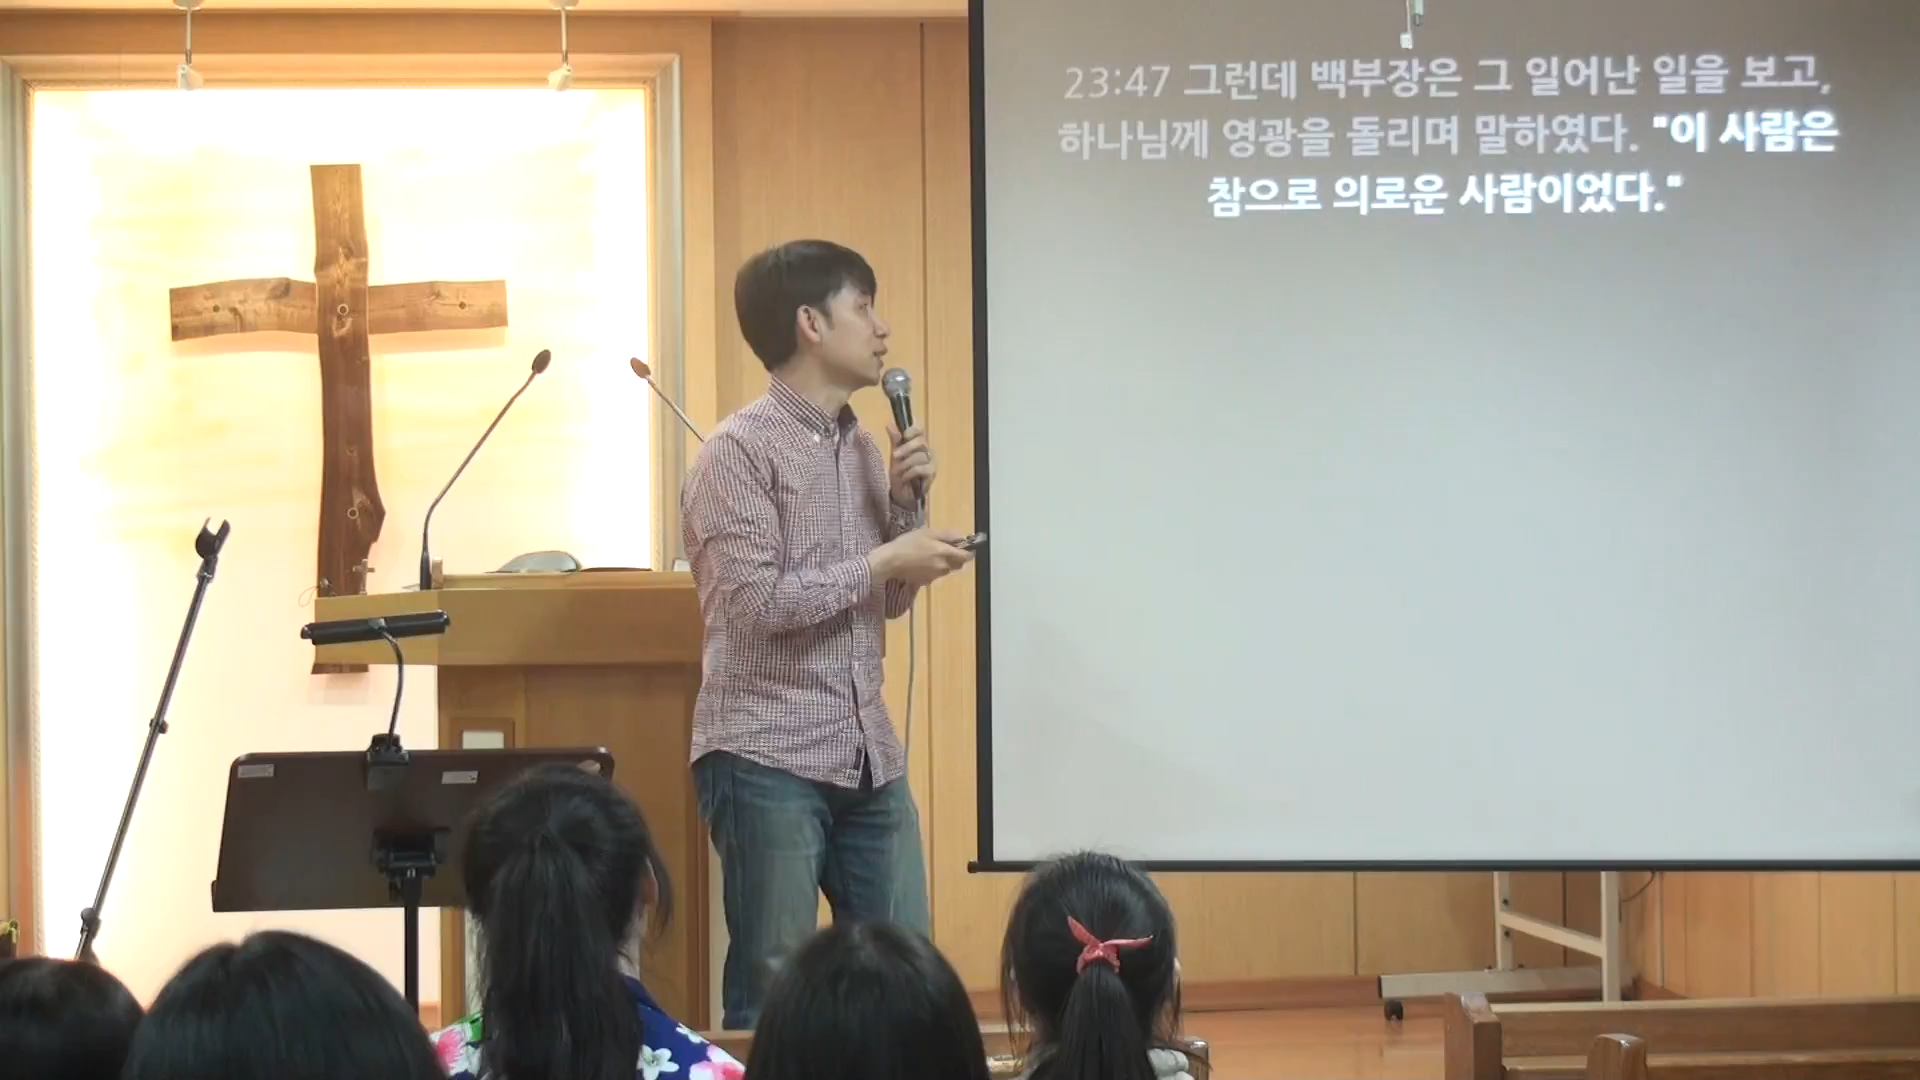 23:47 그런데 백부장은 그 일어난 일을 보고,
하나님께 영광을 돌리며 말하였다. "이 사람은
참으로 의로운 사람이었다."